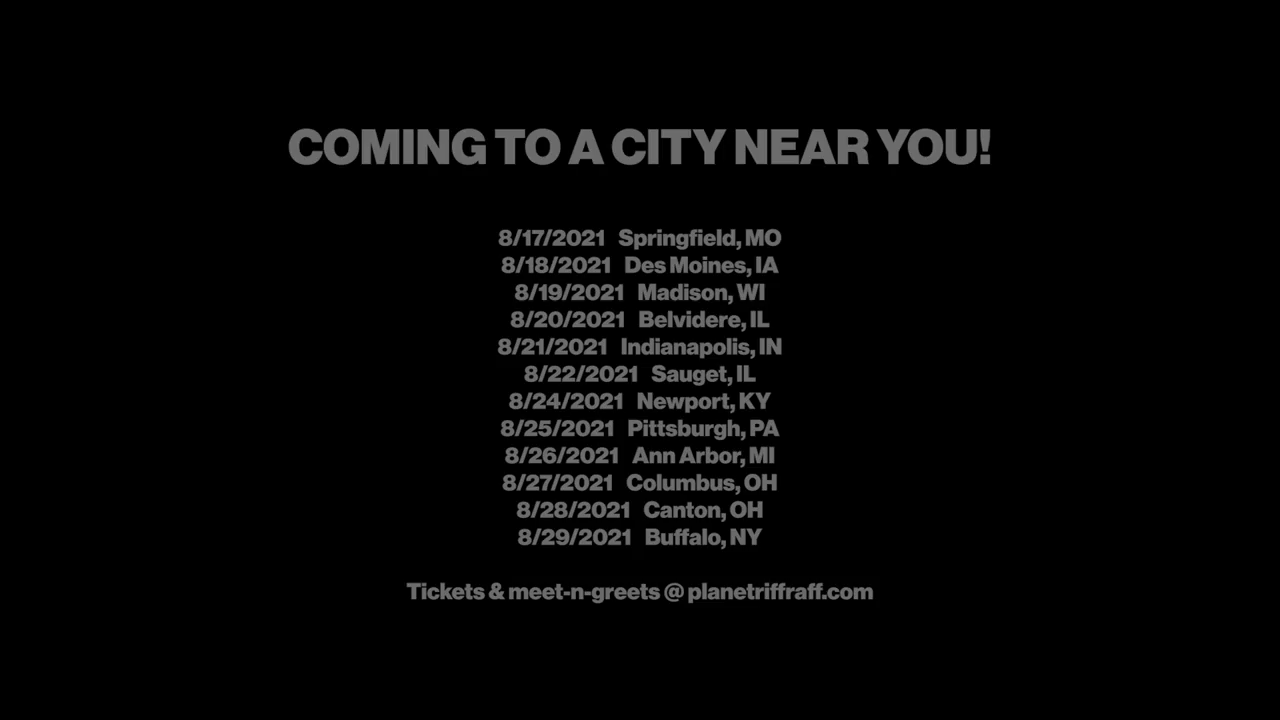 COMING TO A CITY NEAR YOU!
8/17/2021 Springfield, MO
8/18/2021 Des Moines, IA
8/19/2021 Madison, WI
8/20/2021 Belvidere, IL
8/21/2021 Indianapolis, IN
8/22/2021 Sauget, IL
8/24/2021 Newport, KY
8/25/2021 Pittsburgh, PA
8/26/2021 Ann Arbor, MI
8/27/2021 Columbus, OH
8/28/2021 Canton, OH
8/29/2021 Buffalo, NY
Tickets & meet-n-greets @ planetriffraff.com